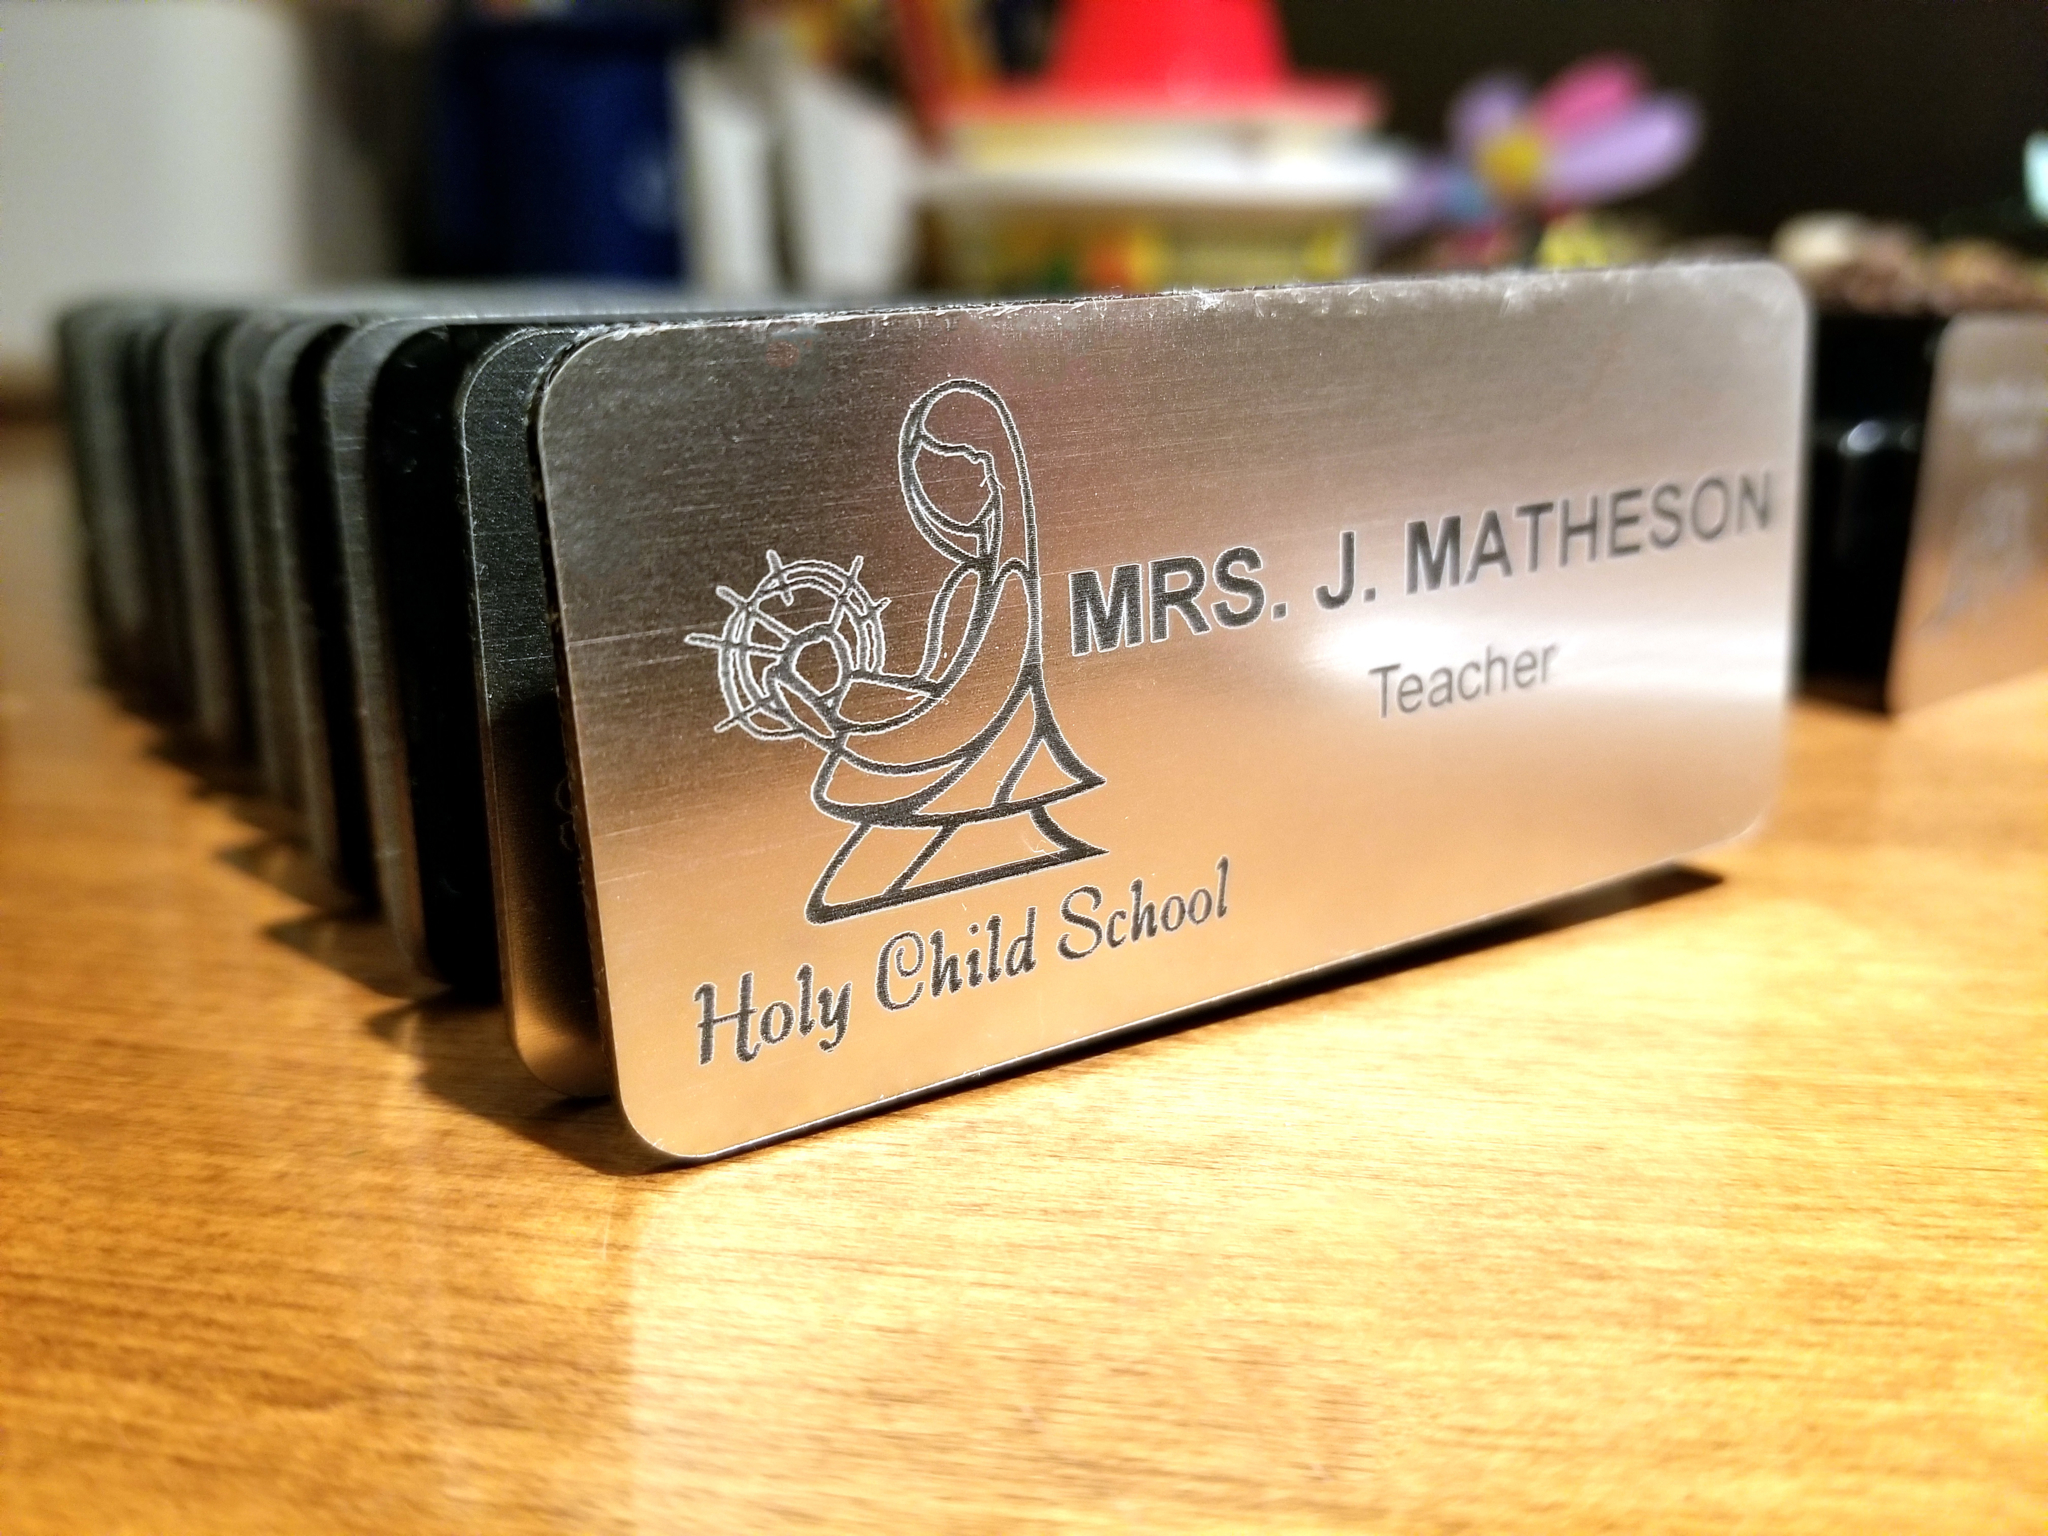 MRS. J. MATHESON
Teacher
Holy Child School